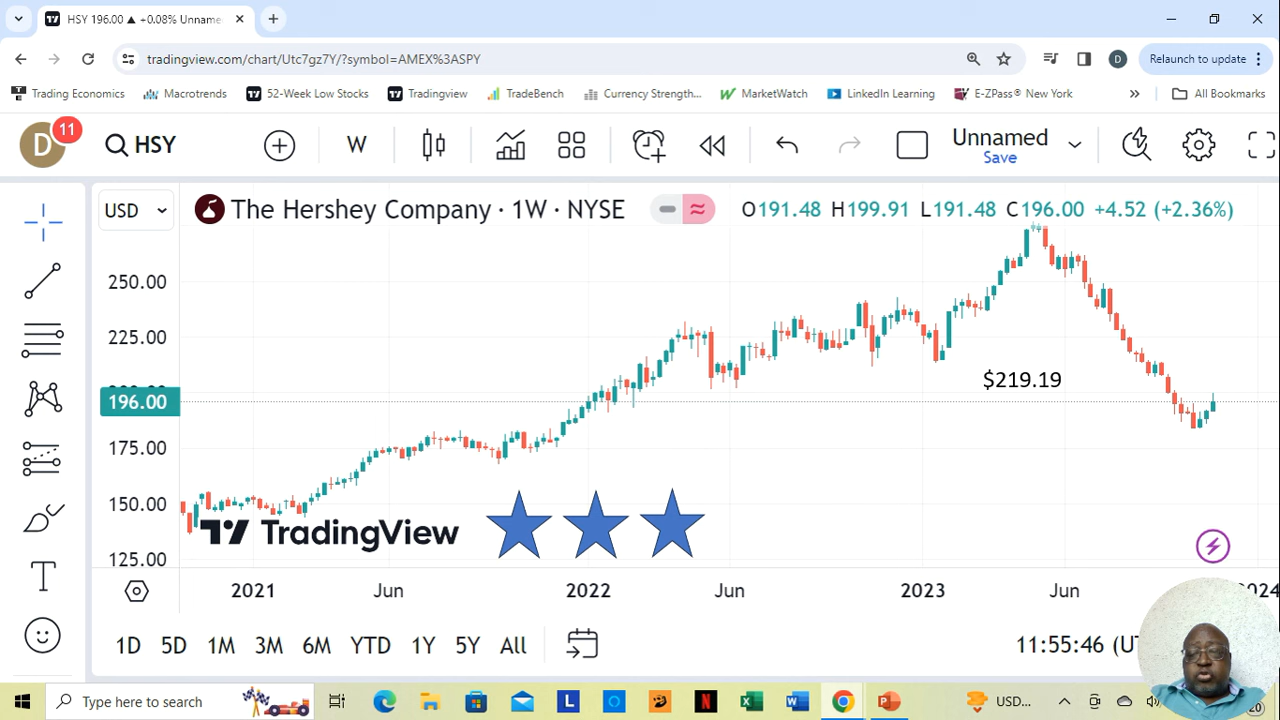 HSY 196.00 ▲ +0.08% Unname
tradingview.com/chart/Utc7gz7Y/?symbol=AMEX%3ASPY
D
Relaunch to update
Trading Economics
Macrotrends
52-Week Low Stocks
Tradingview
TradeBench
Currency Strength...
MarketWatch
LinkedIn Learning
E-ZPass® New York
»
All Bookmarks
D
11
HSY
W
Unnamed
Save
USD
The Hershey Company · 1W · NYSE
O191.48 H199.91 L191.48 C196.00 +4.52 (+2.36%)
250.00
225.00
$219.19
196.00
175.00
150.00
TradingView
125.00
2021 Jun 2022 Jun 2023 Jun 2024
1D 5D 1M 3M 6M YTD 1Y 5Y All
11:55:46 (UT
Type here to search
USD...
20